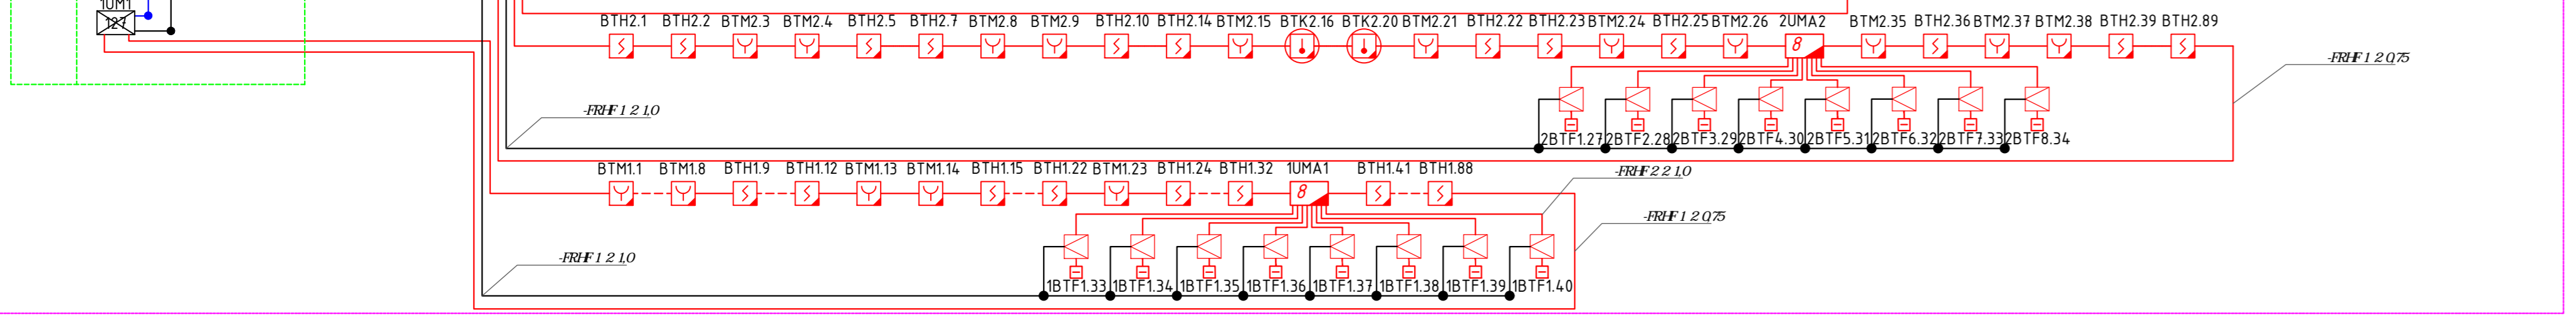 1UM1
127
BTH2.1 BTH2.2 BTM2.3 BTM2.4 BTH2.5 BTH2.7 BTM2.8 BTM2.9 BTH2.10 BTH2.14 BTM2.15 BTK2.16 BTK2.20 BTM2.21 BTH2.22 BTH2.23 BTM2.24 BTH2.25 BTM2.26 2UMA2 BTM2.35 BTH2.36 BTM2.37 BTM2.38 BTH2.39 BTH2.89
8
-FRHF 1 2 0,75
-FRHF 1 2 1,0
2BTF1.27 2BTF2.28 2BTF3.29 2BTF4.30 2BTF5.31 2BTF6.32 2BTF7.33 2BTF8.34
BTM1.1 BTM1.8 BTH1.9 BTH1.12 BTM1.13 BTM1.14 BTH1.15 BTH1.22 BTM1.23 BTH1.24 BTH1.32 1UMA1 BTH1.41 BTH1.88
-FRHF 2 2 1,0
8
-FRHF 1 2 0,75
-FRHF 1 2 1,0
1BTF1.33 1BTF1.34 1BTF1.35 1BTF1.36 1BTF1.37 1BTF1.38 1BTF1.39 1BTF1.40